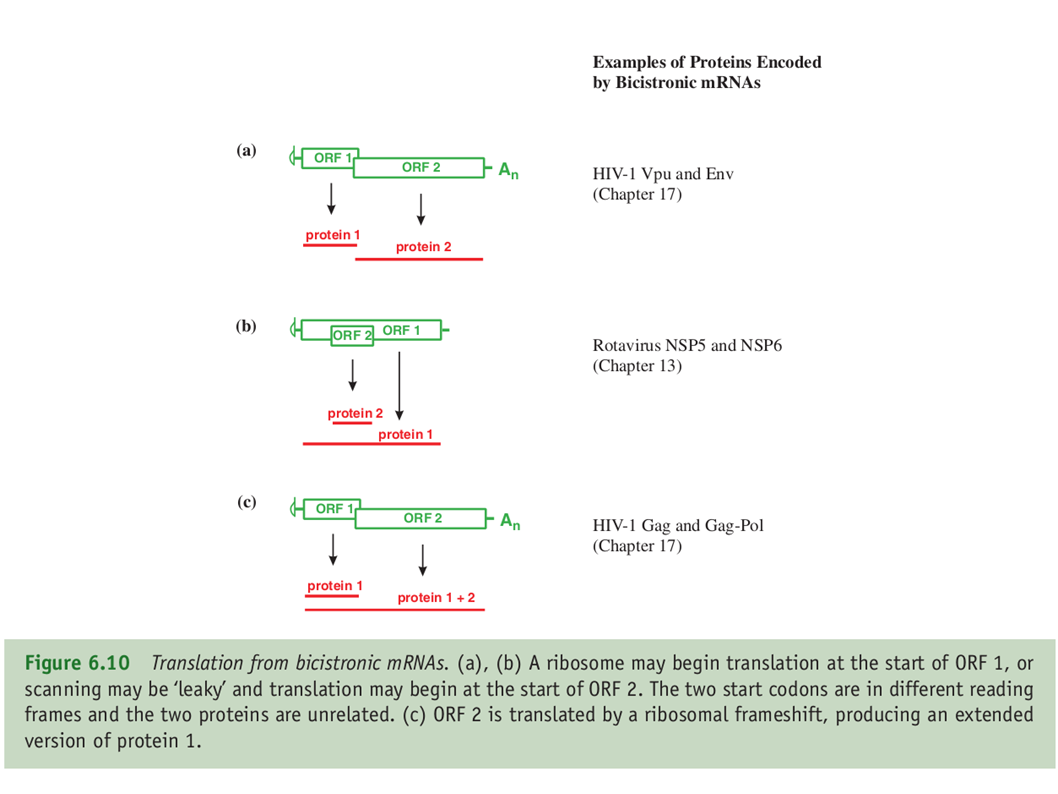 Examples of Proteins Encoded
by Bicistronic mRNAs
(a)
ORF 1
ORF 2
An
protein 1
protein 2
HIV-1 Vpu and Env
(Chapter 17)
(b)
ORF 2
ORF 1
protein 2
protein 1
Rotavirus NSP5 and NSP6
(Chapter 13)
(c)
ORF 1
ORF 2
An
protein 1
protein 1 + 2
HIV-1 Gag and Gag-Pol
(Chapter 17)
Figure 6.10 Translation from bicistronic mRNAs. (a), (b) A ribosome may begin translation at the start of ORF 1, or
scanning may be ‘leaky’ and translation may begin at the start of ORF 2. The two start codons are in different reading
frames and the two proteins are unrelated. (c) ORF 2 is translated by a ribosomal frameshift, producing an extended
version of protein 1.